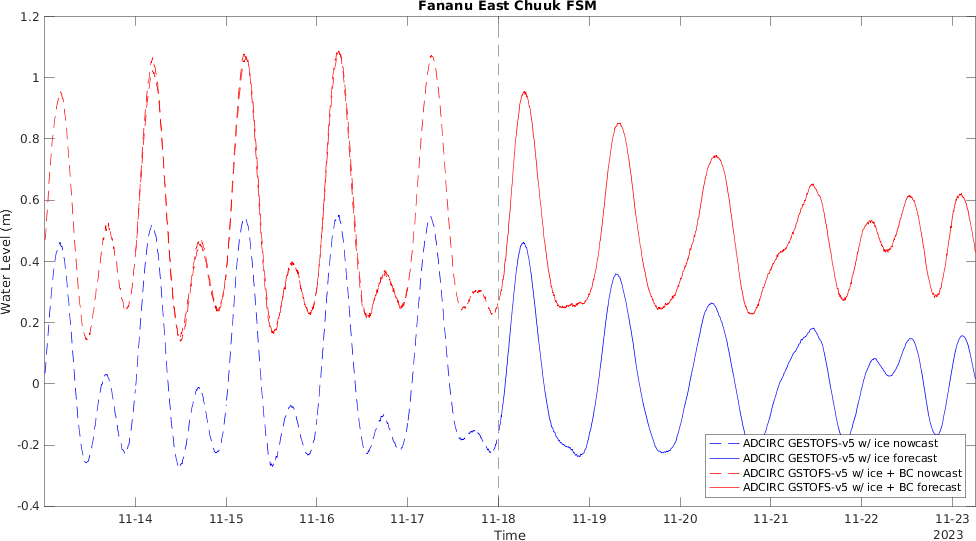 Fananu East Chuuk FSM
1.2
1
0.8
0.6
0.4
0.2
0
-0.2
-0.4
Water Level (m)
11-14 11-15 11-16 11-17 11-18 11-19 11-20 11-21 11-22 11-23
Time
2023
ADCIRC GESTOFS-v5 w/ ice nowcast
ADCIRC GESTOFS-v5 w/ ice forecast
ADCIRC GSTOFS-v5 w/ ice + BC nowcast
ADCIRC GSTOFS-v5 w/ ice + BC forecast